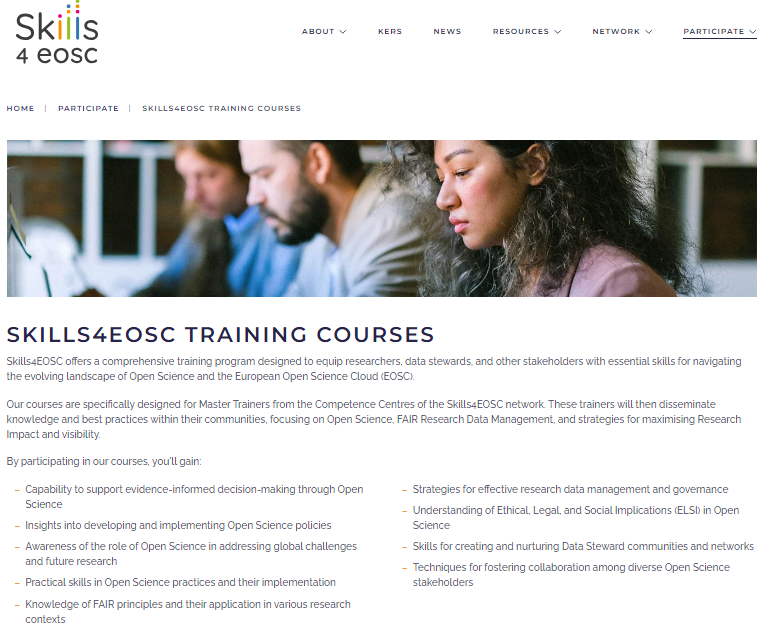 Skills
4 eosc
ABOUT
KERS
NEWS
RESOURCES
NETWORK
PARTICIPATE
HOME | PARTICIPATE | SKILLS4EOSC TRAINING COURSES
SKILLS4EOSC TRAINING COURSES
Skills4EOSC offers a comprehensive training program designed to equip researchers, data stewards, and other stakeholders with essential skills for navigating
the evolving landscape of Open Science and the European Open Science Cloud (EOSC).
Our courses are specifically designed for Master Trainers from the Competence Centres of the Skills4EOSC network. These trainers will then disseminate
knowledge and best practices within their communities, focusing on Open Science, FAIR Research Data Management, and strategies for maximising Research
Impact and visibility.
By participating in our courses, you'll gain:
– Capability to support evidence-informed decision-making through Open
Science
– Insights into developing and implementing Open Science policies
– Awareness of the role of Open Science in addressing global challenges
and future research
– Practical skills in Open Science practices and their implementation
– Knowledge of FAIR principles and their application in various research
contexts
– Strategies for effective research data management and governance
– Understanding of Ethical, Legal, and Social Implications (ELSI) in Open
Science
– Skills for creating and nurturing Data Steward communities and networks
– Techniques for fostering collaboration among diverse Open Science
stakeholders